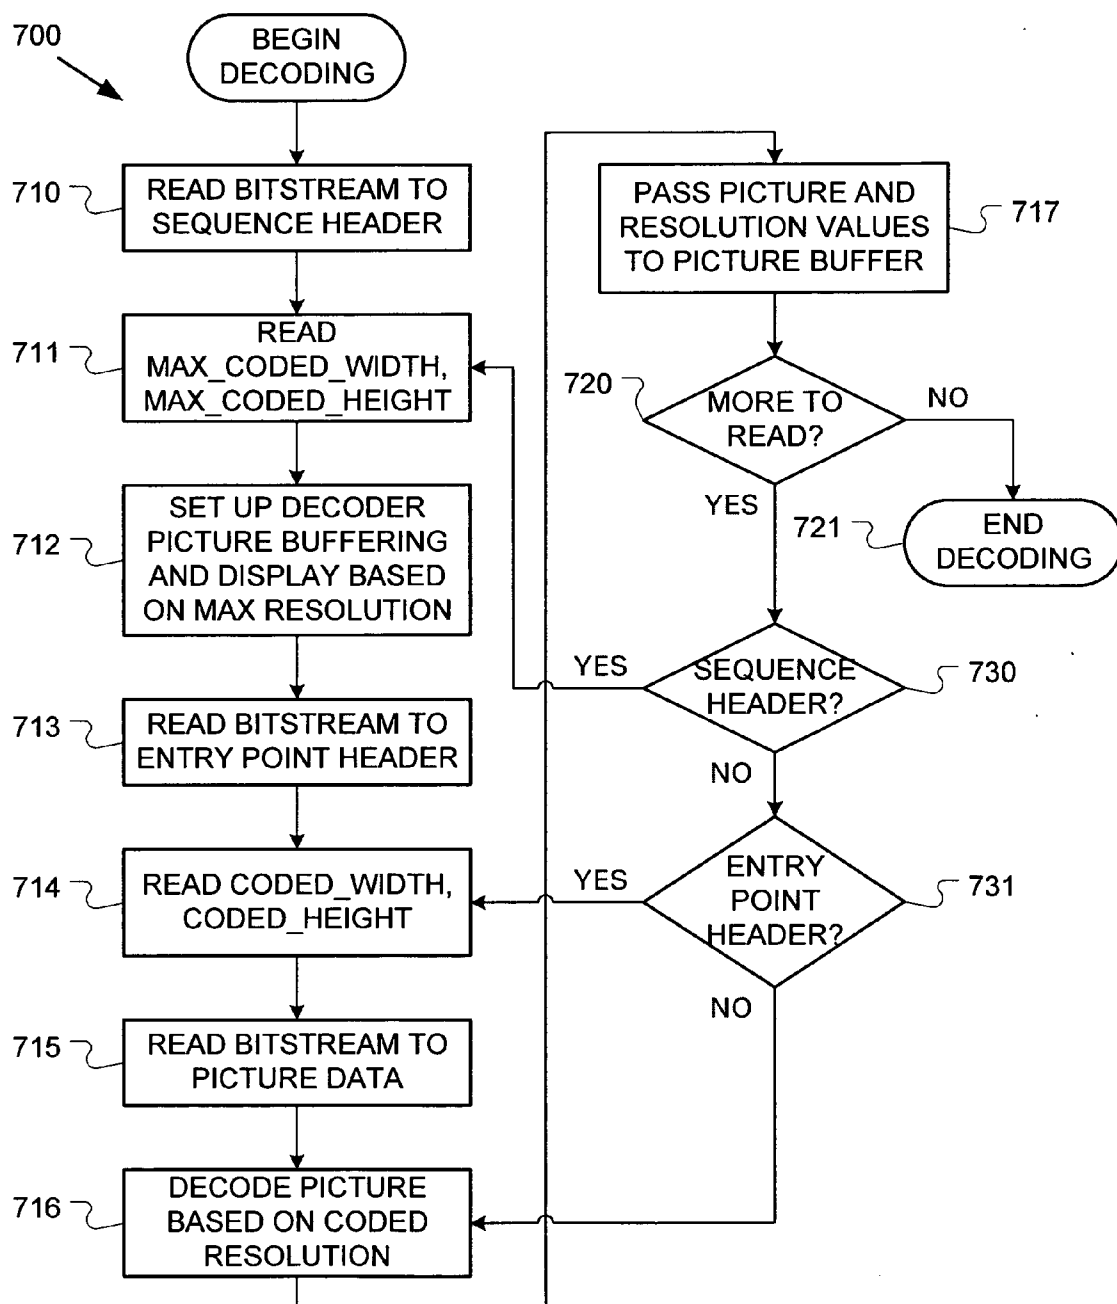 700
BEGIN
DECODING
710
READ BITSTREAM TO
SEQUENCE HEADER
711
READ
MAX_CODED_WIDTH,
MAX_CODED_HEIGHT
712
SET UP DECODER
PICTURE BUFFERING
AND DISPLAY BASED
ON MAX RESOLUTION
713
READ BITSTREAM TO
ENTRY POINT HEADER
714
READ CODED_WIDTH,
CODED_HEIGHT
715
READ BITSTREAM TO
PICTURE DATA
716
DECODE PICTURE
BASED ON CODED
RESOLUTION
PASS PICTURE AND
RESOLUTION VALUES
TO PICTURE BUFFER
717
720
MORE TO
READ?
NO
YES
721
END
DECODING
YES
SEQUENCE
HEADER?
730
NO
YES
ENTRY
POINT
HEADER?
731
NO